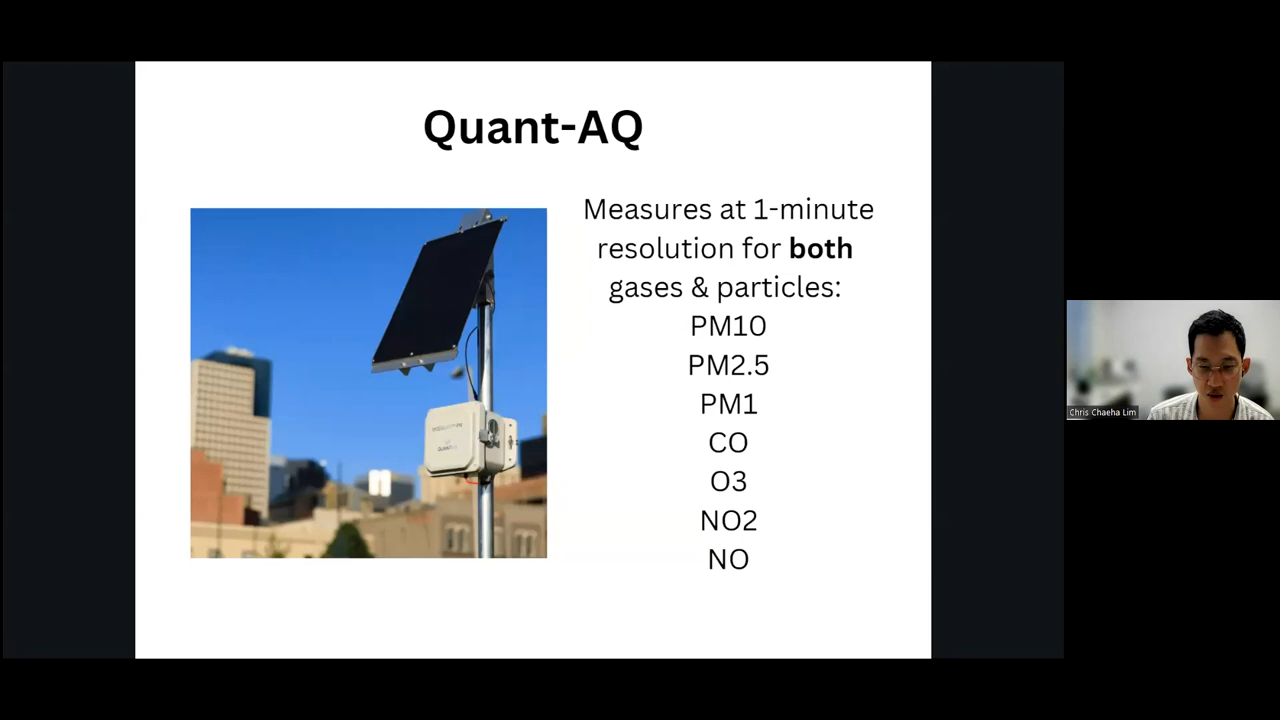 Quant-AQ
Measures at 1-minute
resolution for both
gases & particles:
PM10
PM2.5
PM1
CO
O3
NO2
NO
Chris Chaeha Lim